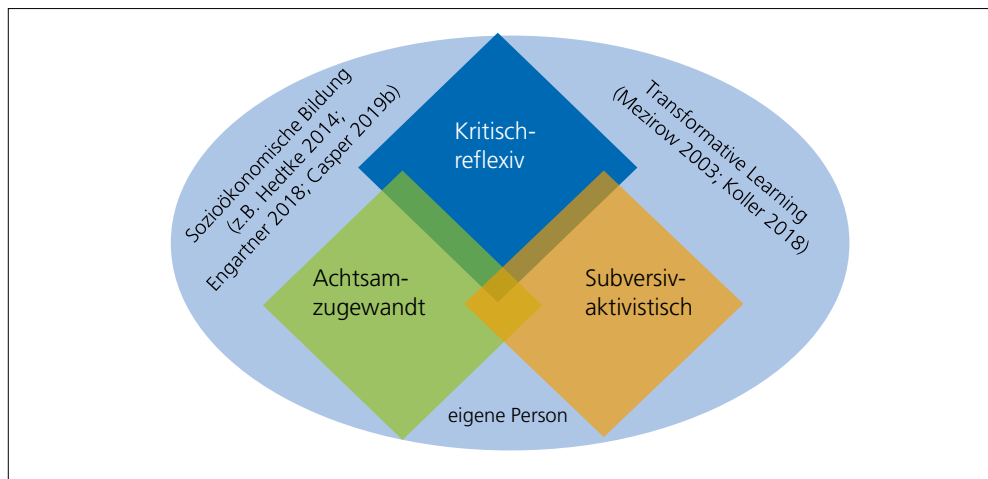 Sozioökonomische Bildung
(z.B. Hedtke 2014;
Engartner 2018; Casper 2019b)
Transformative Learning
(Mezirow 2003; Koller 2018)
Kritisch-
reflexiv
Achtsam-
zugewandt
Subversiv-
aktivistisch
eigene Person